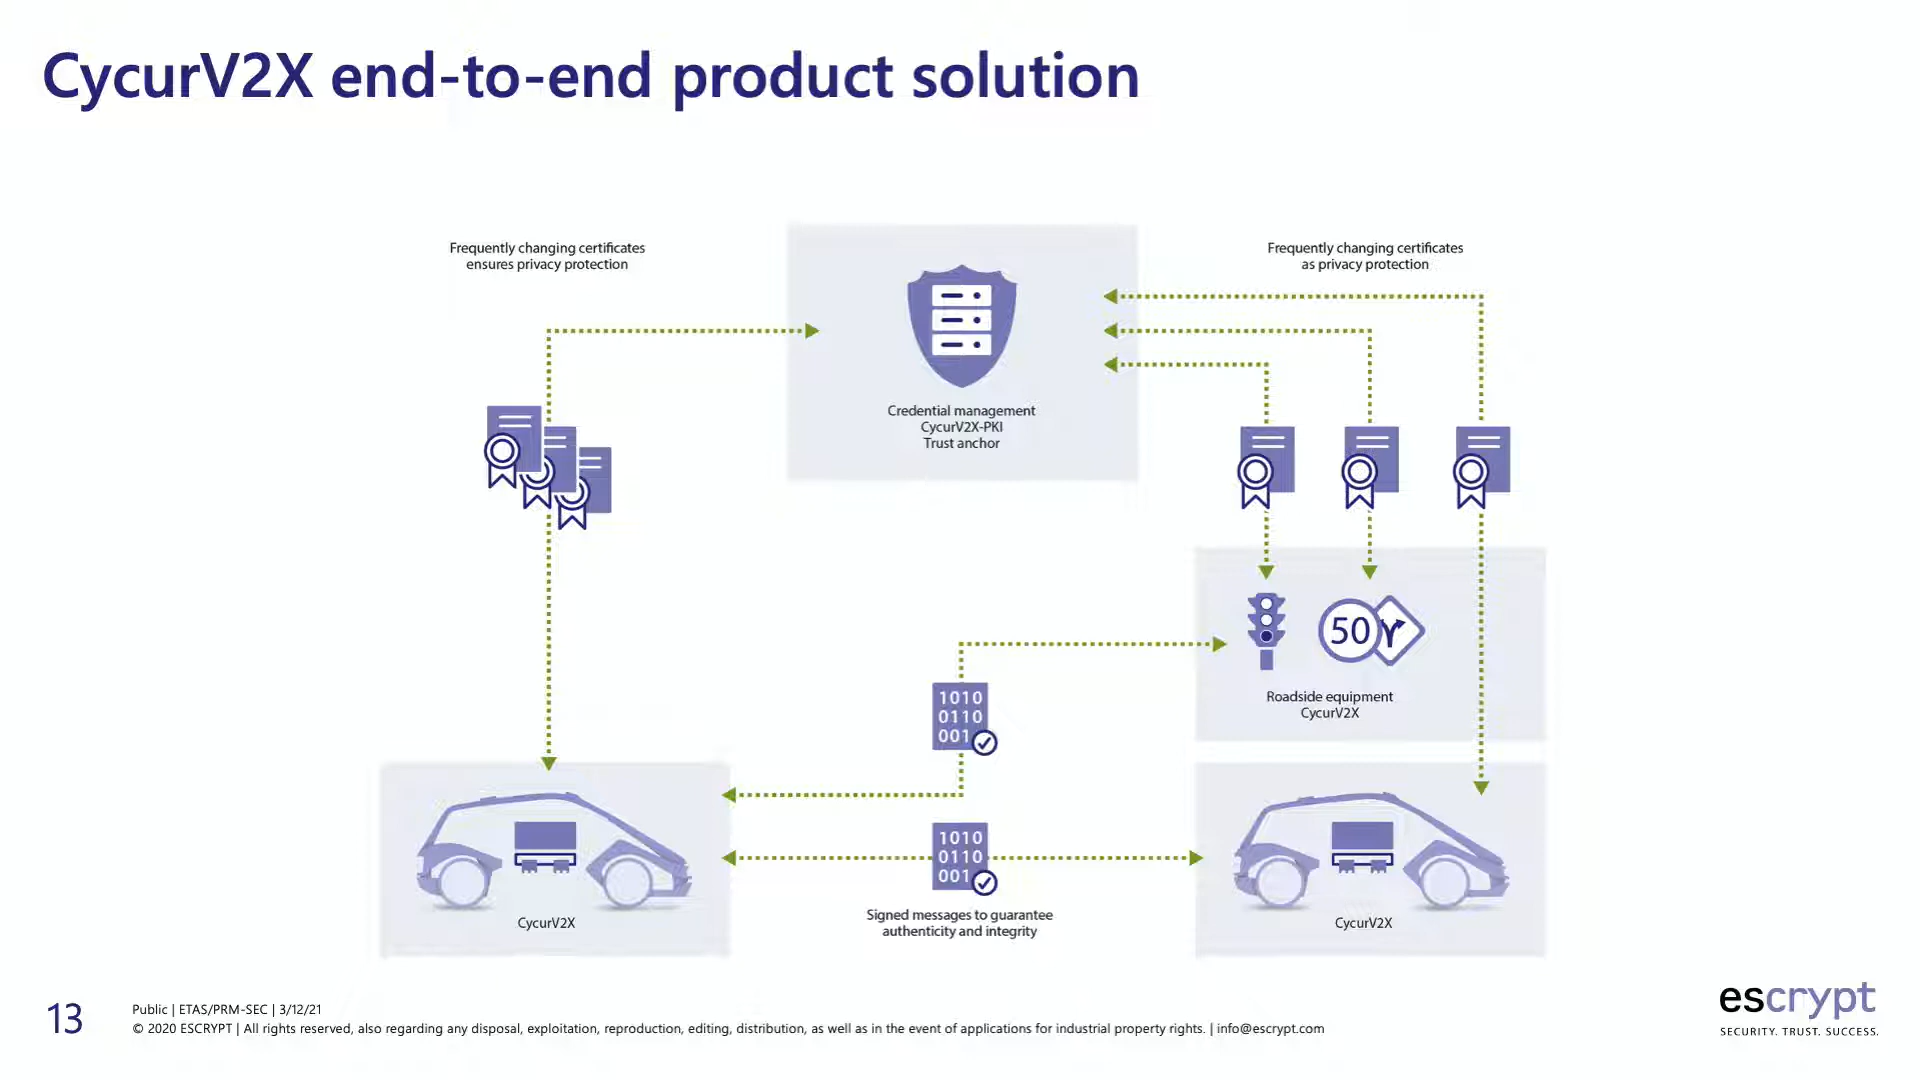 CycurV2X end-to-end product solution
Frequently changing certificates
ensures privacy protection
Frequently changing certificates
as privacy protection
Credential management
CycurV2X-PKI
Trust anchor
50
Roadside equipment
CycurV2X
1010
0110
001
1010
0110
001
CycurV2X
Signed messages to guarantee
authenticity and integrity
CycurV2X
13
Public | ETAS/PRM-SEC | 3/12/21
© 2020 ESCRYPT | All rights reserved, also regarding any disposal, exploitation, reproduction, editing, distribution, as well as in the event of applications for industrial property rights. | info@escrypt.com
escrypt
SECURITY. TRUST. SUCCESS.